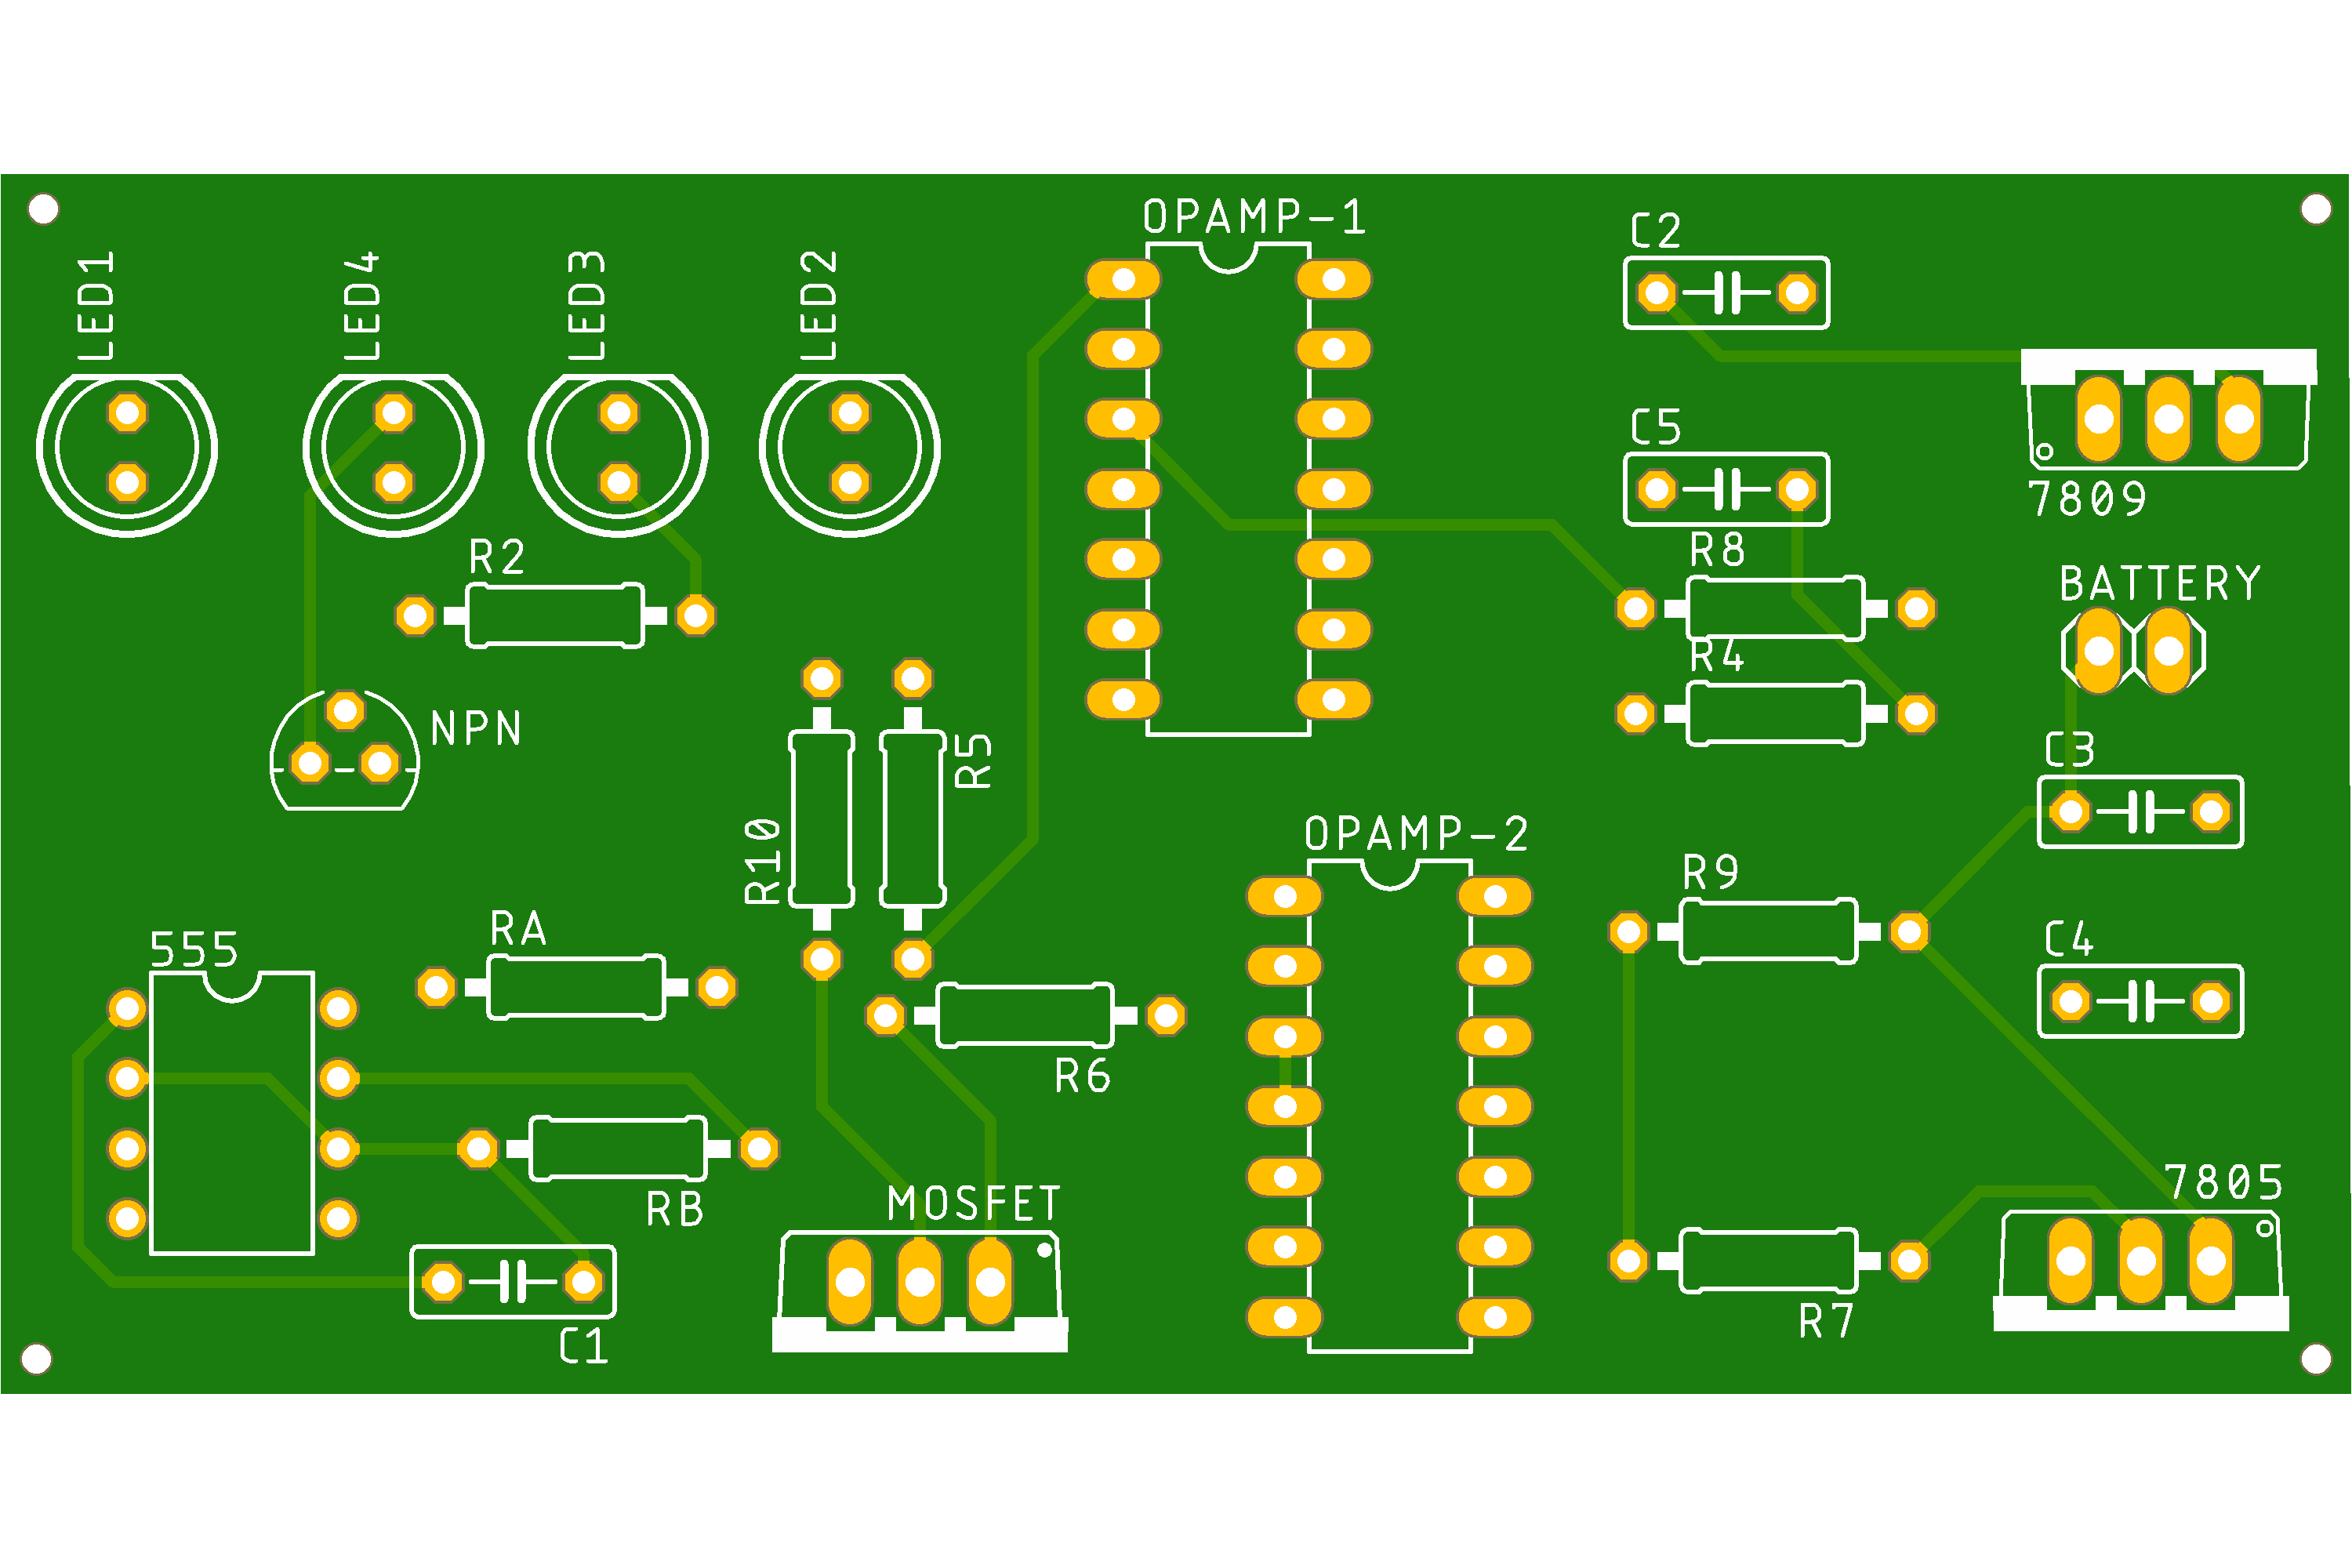 OPAMP-1
C2
LED1
LED4
LED3
LED2
C5
7809
R2
R8
BATTERY
R4
NPN
R5
C3
R10
OPAMP-2
R9
RA
555
C4
R6
7805
RB
MOSFET
R7
C1